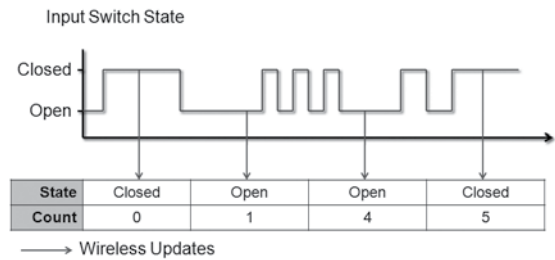 Input Switch State
Closed
Open
State Closed Open Open Closed
Count 0 1 4 5
Wireless Updates